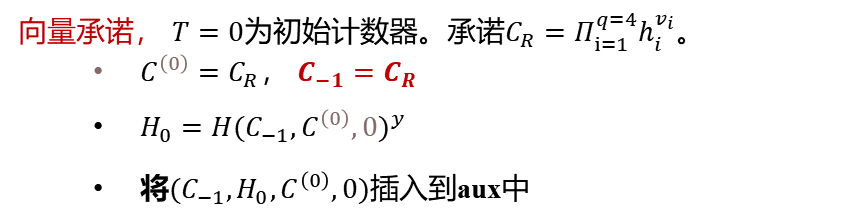 向量承诺， T = 0为初始计数器。承诺C_R = Π_{i=1}^{q=4} h_i^{v_i}。
• C^{(0)} = C_R， C_{−1} = C_R
• H_0 = H(C_{−1}, C^{(0)}, 0)^y
• 将(C_{−1}, H_0, C^{(0)}, 0)插入到aux中